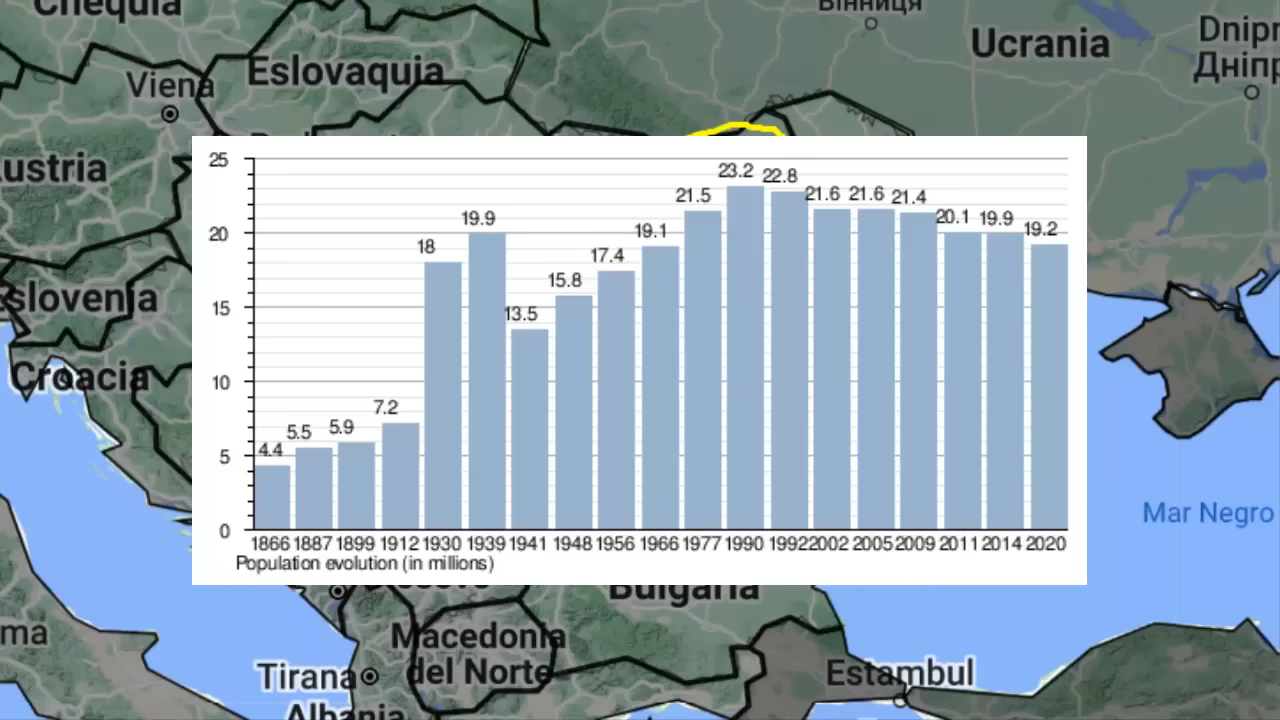 Chequia
Вінниця
Ucrania
Dnipr
Дніпр
Viena
Eslovaquia
ustria
slovenia
Croacia
25
20
15
10
5
0
4.4
5.5
5.9
7.2
18
19.9
13.5
15.8
17.4
19.1
21.5
23.2
22.8
21.6
21.6
21.4
20.1
19.9
19.2
1866 1887 1899 1912 1930 1939 1941 1948 1956 1966 1977 1990 1992 2002 2005 2009 2011 2014 2020
Population evolution (in millions)
Mar Negro
Bulgaria
ma
Macedonia
del Norte
Tirana
Albania
Estambul